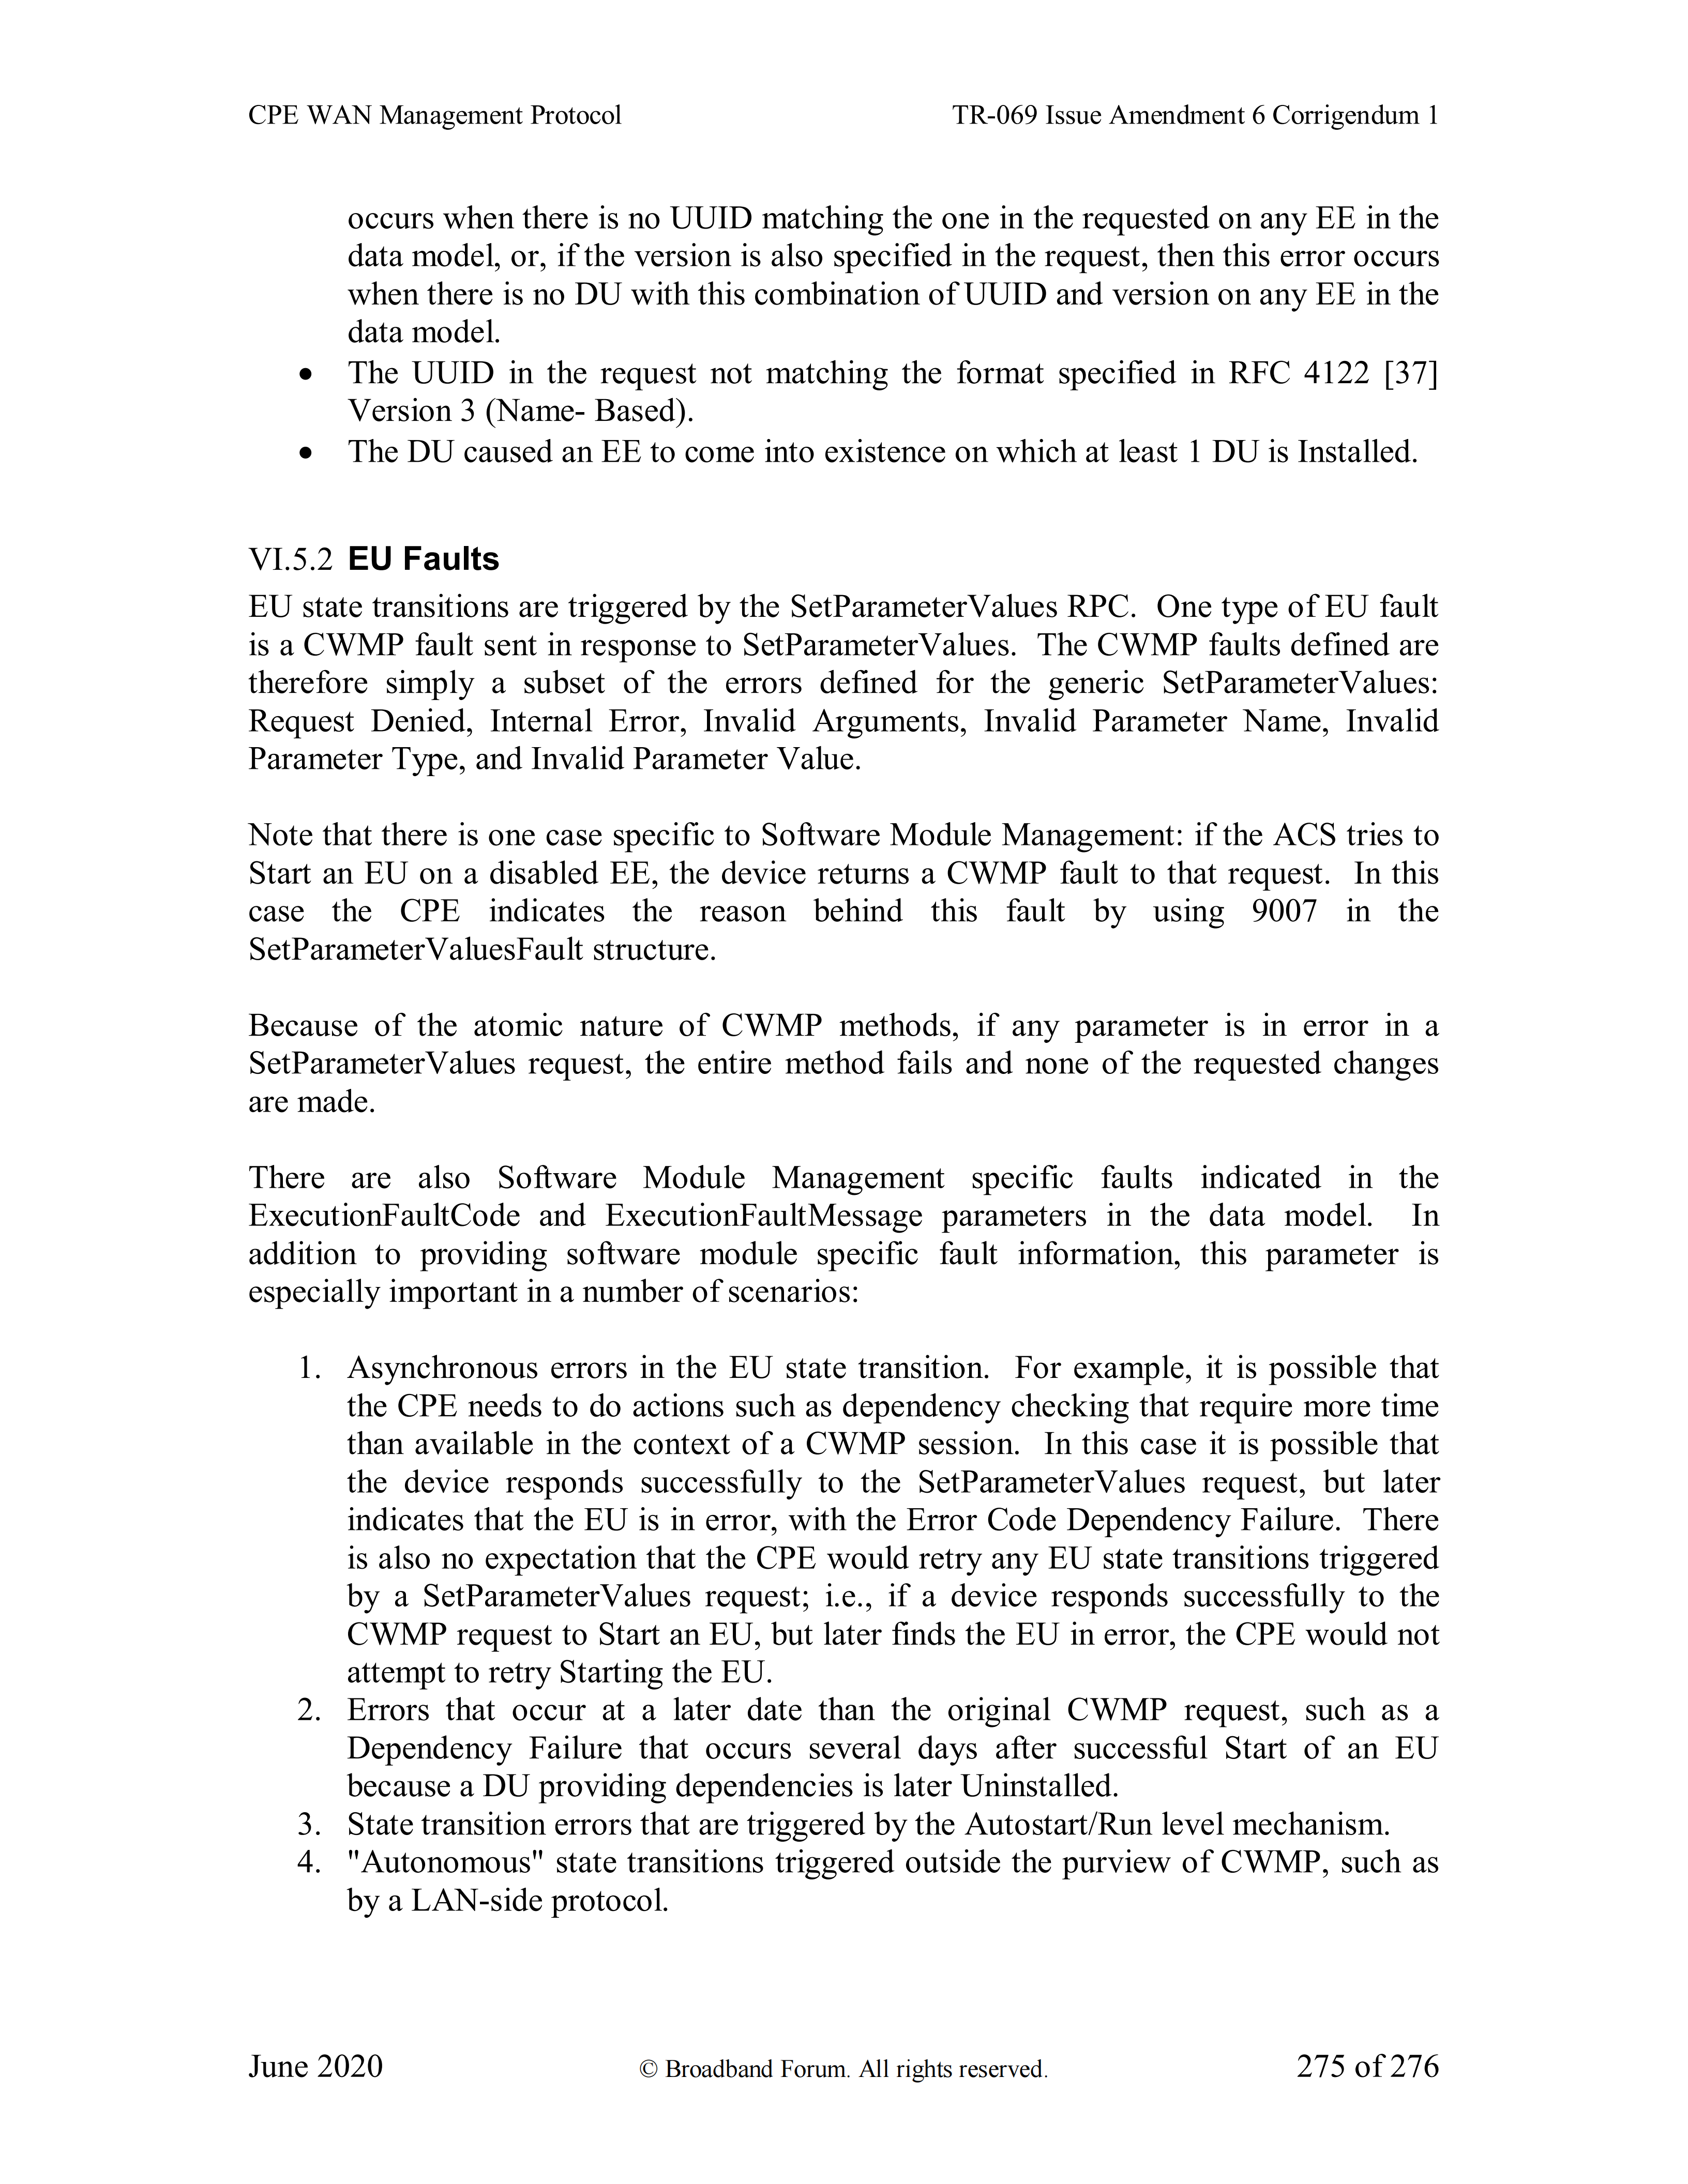 CPE WAN Management Protocol TR-069 Issue Amendment 6 Corrigendum 1
occurs when there is no UUID matching the one in the requested on any EE in the
data model, or, if the version is also specified in the request, then this error occurs
when there is no DU with this combination of UUID and version on any EE in the
data model.
• The UUID in the request not matching the format specified in RFC 4122 [37]
Version 3 (Name- Based).
• The DU caused an EE to come into existence on which at least 1 DU is Installed.
VI.5.2 EU Faults
EU state transitions are triggered by the SetParameterValues RPC. One type of EU fault
is a CWMP fault sent in response to SetParameterValues. The CWMP faults defined are
therefore simply a subset of the errors defined for the generic SetParameterValues:
Request Denied, Internal Error, Invalid Arguments, Invalid Parameter Name, Invalid
Parameter Type, and Invalid Parameter Value.
Note that there is one case specific to Software Module Management: if the ACS tries to
Start an EU on a disabled EE, the device returns a CWMP fault to that request. In this
case the CPE indicates the reason behind this fault by using 9007 in the
SetParameterValuesFault structure.
Because of the atomic nature of CWMP methods, if any parameter is in error in a
SetParameterValues request, the entire method fails and none of the requested changes
are made.
There are also Software Module Management specific faults indicated in the
ExecutionFaultCode and ExecutionFaultMessage parameters in the data model. In
addition to providing software module specific fault information, this parameter is
especially important in a number of scenarios:
1. Asynchronous errors in the EU state transition. For example, it is possible that
the CPE needs to do actions such as dependency checking that require more time
than available in the context of a CWMP session. In this case it is possible that
the device responds successfully to the SetParameterValues request, but later
indicates that the EU is in error, with the Error Code Dependency Failure. There
is also no expectation that the CPE would retry any EU state transitions triggered
by a SetParameterValues request; i.e., if a device responds successfully to the
CWMP request to Start an EU, but later finds the EU in error, the CPE would not
attempt to retry Starting the EU.
2. Errors that occur at a later date than the original CWMP request, such as a
Dependency Failure that occurs several days after successful Start of an EU
because a DU providing dependencies is later Uninstalled.
3. State transition errors that are triggered by the Autostart/Run level mechanism.
4. "Autonomous" state transitions triggered outside the purview of CWMP, such as
by a LAN-side protocol.
June 2020 © Broadband Forum. All rights reserved. 275 of 276